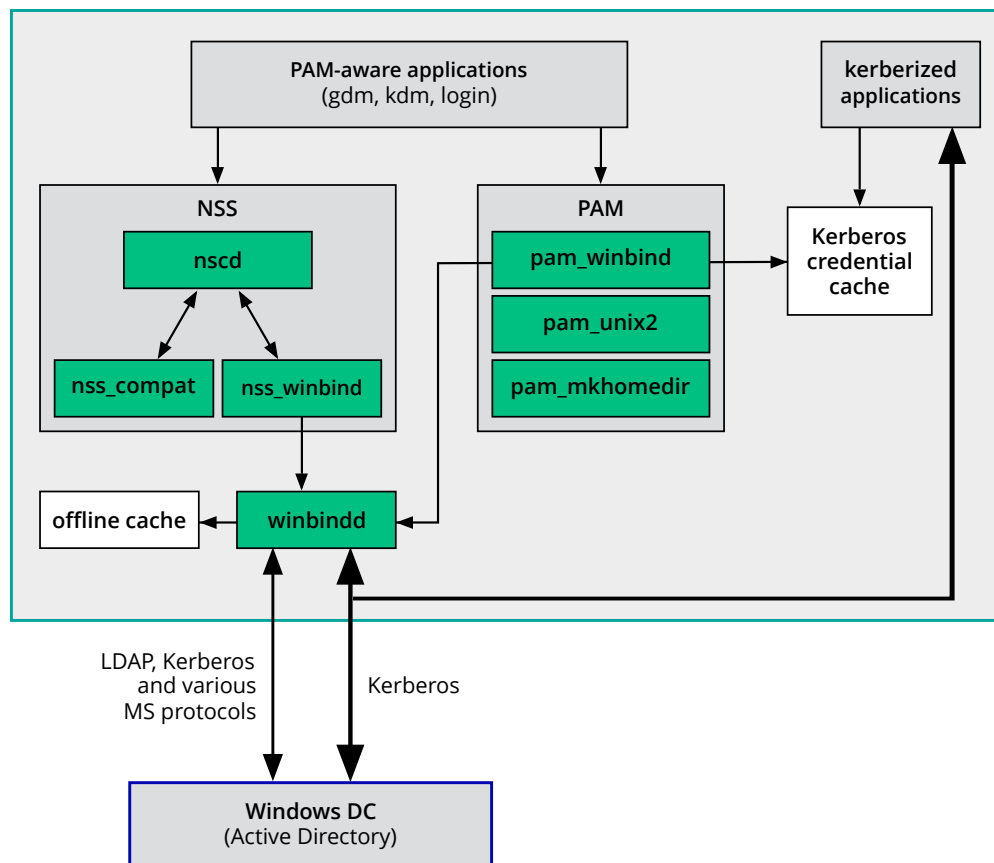 PAM-aware applications
(gdm, kdm, login)
kerberized
applications
NSS
nscd
nss_compat
nss_winbind
PAM
pam_winbind
pam_unix2
pam_mkhomedir
Kerberos
credential
cache
offline cache
winbindd
LDAP, Kerberos
and various
MS protocols
Kerberos
Windows DC
(Active Directory)